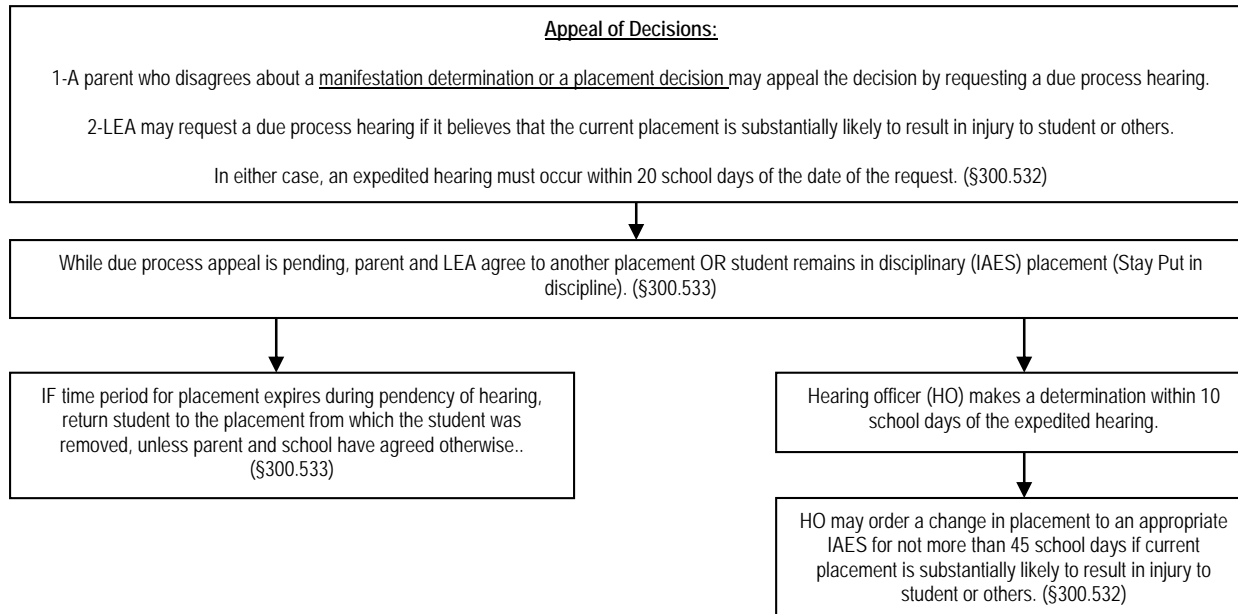 Appeal of Decisions:
1-A parent who disagrees about a manifestation determination or a placement decision may appeal the decision by requesting a due process hearing.
2-LEA may request a due process hearing if it believes that the current placement is substantially likely to result in injury to student or others.
In either case, an expedited hearing must occur within 20 school days of the date of the request. (§300.532)
While due process appeal is pending, parent and LEA agree to another placement OR student remains in disciplinary (IAES) placement (Stay Put in
discipline). (§300.533)
IF time period for placement expires during pendency of hearing,
return student to the placement from which the student was
removed, unless parent and school have agreed otherwise..
(§300.533)
Hearing officer (HO) makes a determination within 10
school days of the expedited hearing.
HO may order a change in placement to an appropriate
IAES for not more than 45 school days if current
placement is substantially likely to result in injury to
student or others. (§300.532)